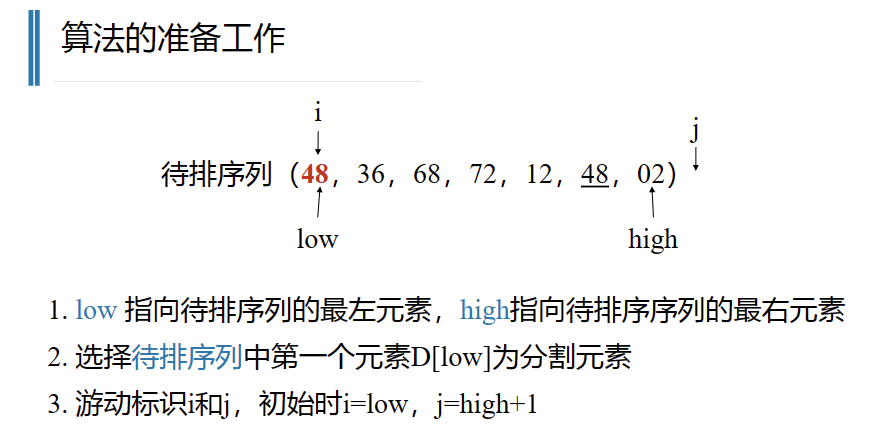 算法的准备工作
i
j
待排序列（48，36，68，72，12，48，02）
low
high
1. low 指向待排序列的最左元素，high指向待排序序列的最右元素
2. 选择待排序列中第一个元素D[low]为分割元素
3. 游动标识i和j，初始时i=low，j=high+1